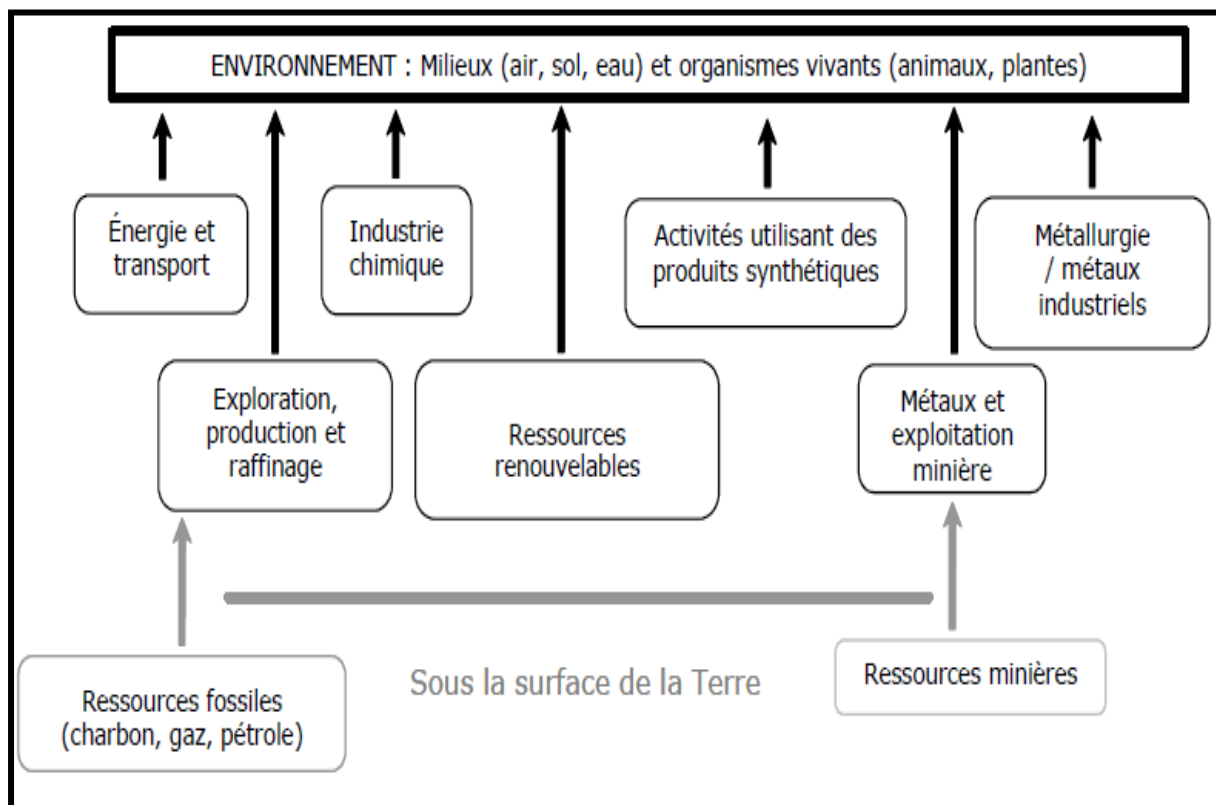 ENVIRONNEMENT : Milieux (air, sol, eau) et organismes vivants (animaux, plantes)
Énergie et
transport
Industrie
chimique
Activités utilisant des
produits synthétiques
Métallurgie
/ métaux
industriels
Exploration,
production et
raffinage
Ressources
renouvelables
Métaux et
exploitation
minière
Ressources fossiles
(charbon, gaz, pétrole)
Sous la surface de la Terre
Ressources minières